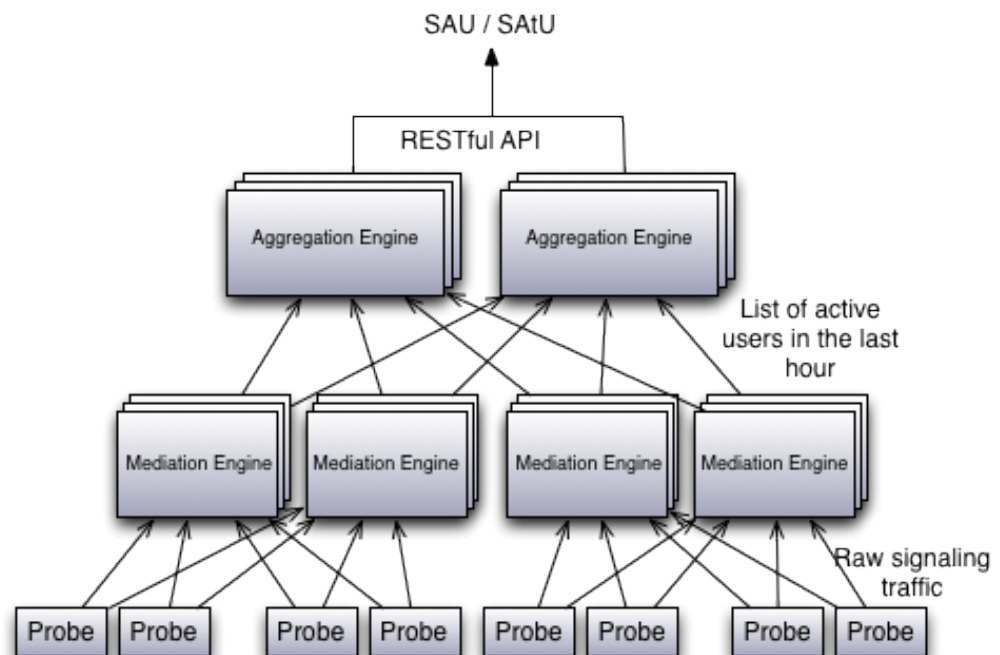 SAU / SAtU
RESTful API
Aggregation Engine
Aggregation Engine
List of active
users in the last
hour
Mediation Engine
Mediation Engine
Mediation Engine
Mediation Engine
Raw signaling
traffic
Probe
Probe
Probe
Probe
Probe
Probe
Probe
Probe